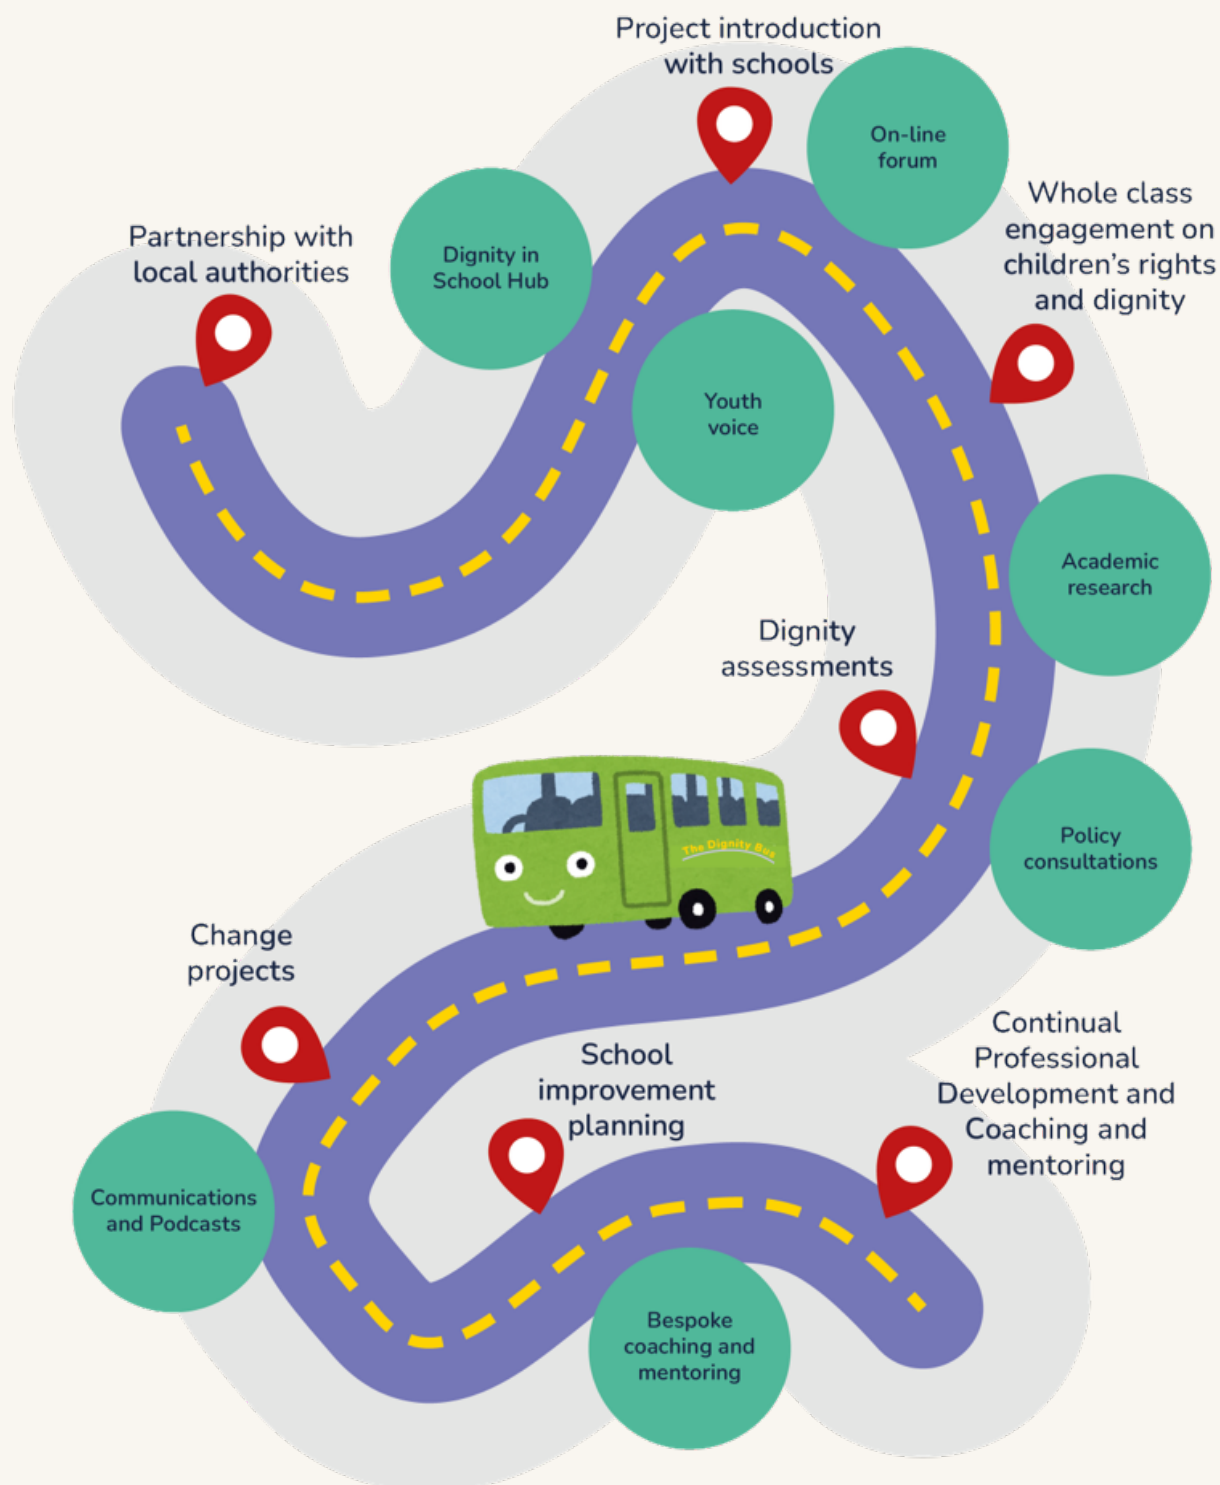 Project introduction
with schools
On-line
forum
Whole class
engagement on
children’s rights
and dignity
Partnership with
local authorities
Dignity in
School Hub
Youth
voice
Academic
research
Dignity
assessments
The Dignity Bus
Policy
consultations
Change
projects
School
improvement
planning
Continual
Professional
Development and
Coaching and
mentoring
Communications
and Podcasts
Bespoke
coaching and
mentoring